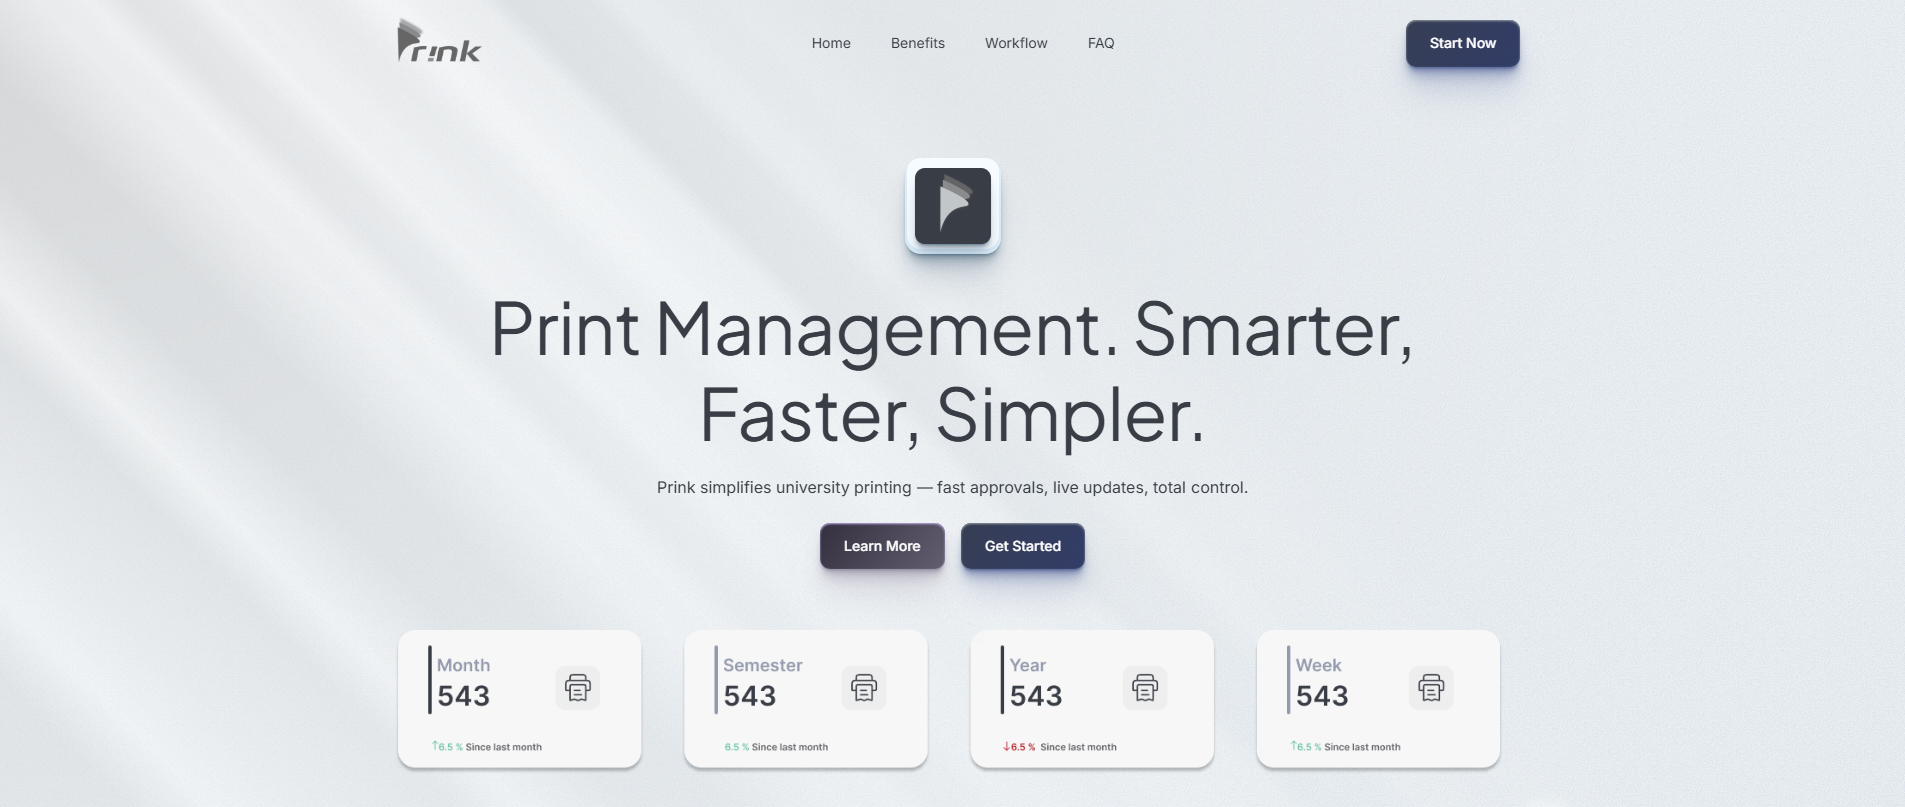 Prink
Home
Benefits
Workflow
FAQ
Start Now
Print Management. Smarter,
Faster, Simpler.
Prink simplifies university printing — fast approvals, live updates, total control.
Learn More
Get Started
Month
543
↑6.5 % Since last month
Semester
543
6.5 % Since last month
Year
543
↓6.5 % Since last month
Week
543
↑6.5 % Since last month